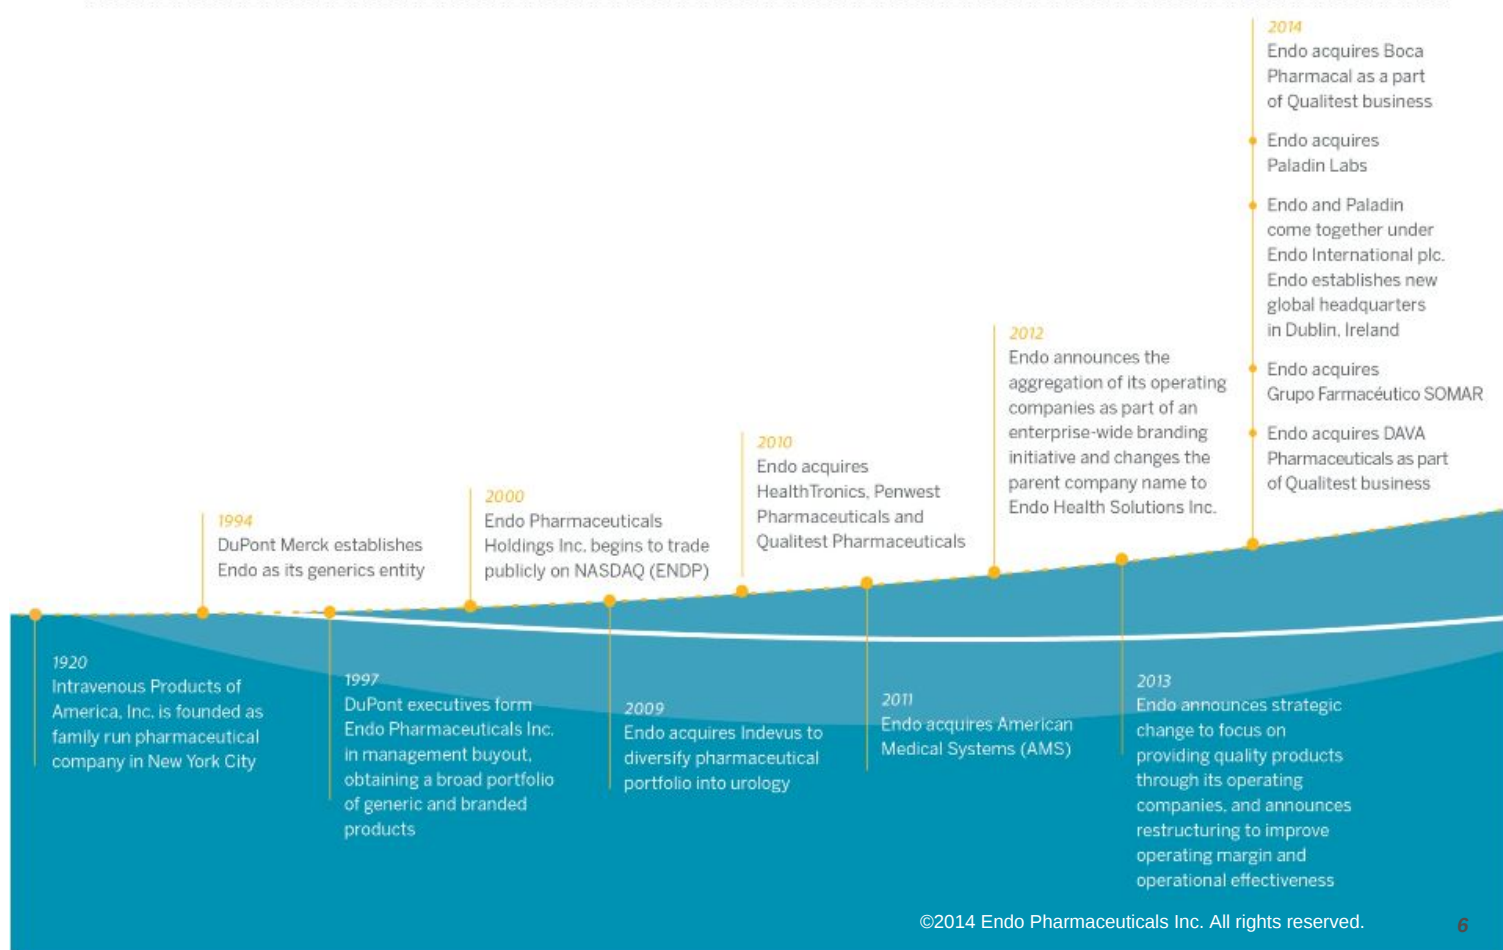 1920
Intravenous Products of
America, Inc. is founded as
family run pharmaceutical
company in New York City
1994
DuPont Merck establishes
Endo as its generics entity
1997
DuPont executives form
Endo Pharmaceuticals Inc.
in management buyout,
obtaining a broad portfolio
of generic and branded
products
2000
Endo Pharmaceuticals
Holdings Inc. begins to trade
publicly on NASDAQ (ENDP)
2009
Endo acquires Indevus to
diversify pharmaceutical
portfolio into urology
2010
Endo acquires
HealthTronics, Penwest
Pharmaceuticals and
Qualitest Pharmaceuticals
2011
Endo acquires American
Medical Systems (AMS)
2012
Endo announces the
aggregation of its operating
companies as part of an
enterprise-wide branding
initiative and changes the
parent company name to
Endo Health Solutions Inc.
2013
Endo announces strategic
change to focus on
providing quality products
through its operating
companies, and announces
restructuring to improve
operating margin and
operational effectiveness
2014
Endo acquires Boca
Pharmacal as a part
of Qualitest business
Endo acquires
Paladin Labs
Endo and Paladin
come together under
Endo International plc.
Endo establishes new
global headquarters
in Dublin, Ireland
Endo acquires
Grupo Farmacéutico SOMAR
Endo acquires DAVA
Pharmaceuticals as part
of Qualitest business
©2014 Endo Pharmaceuticals Inc. All rights reserved.
6